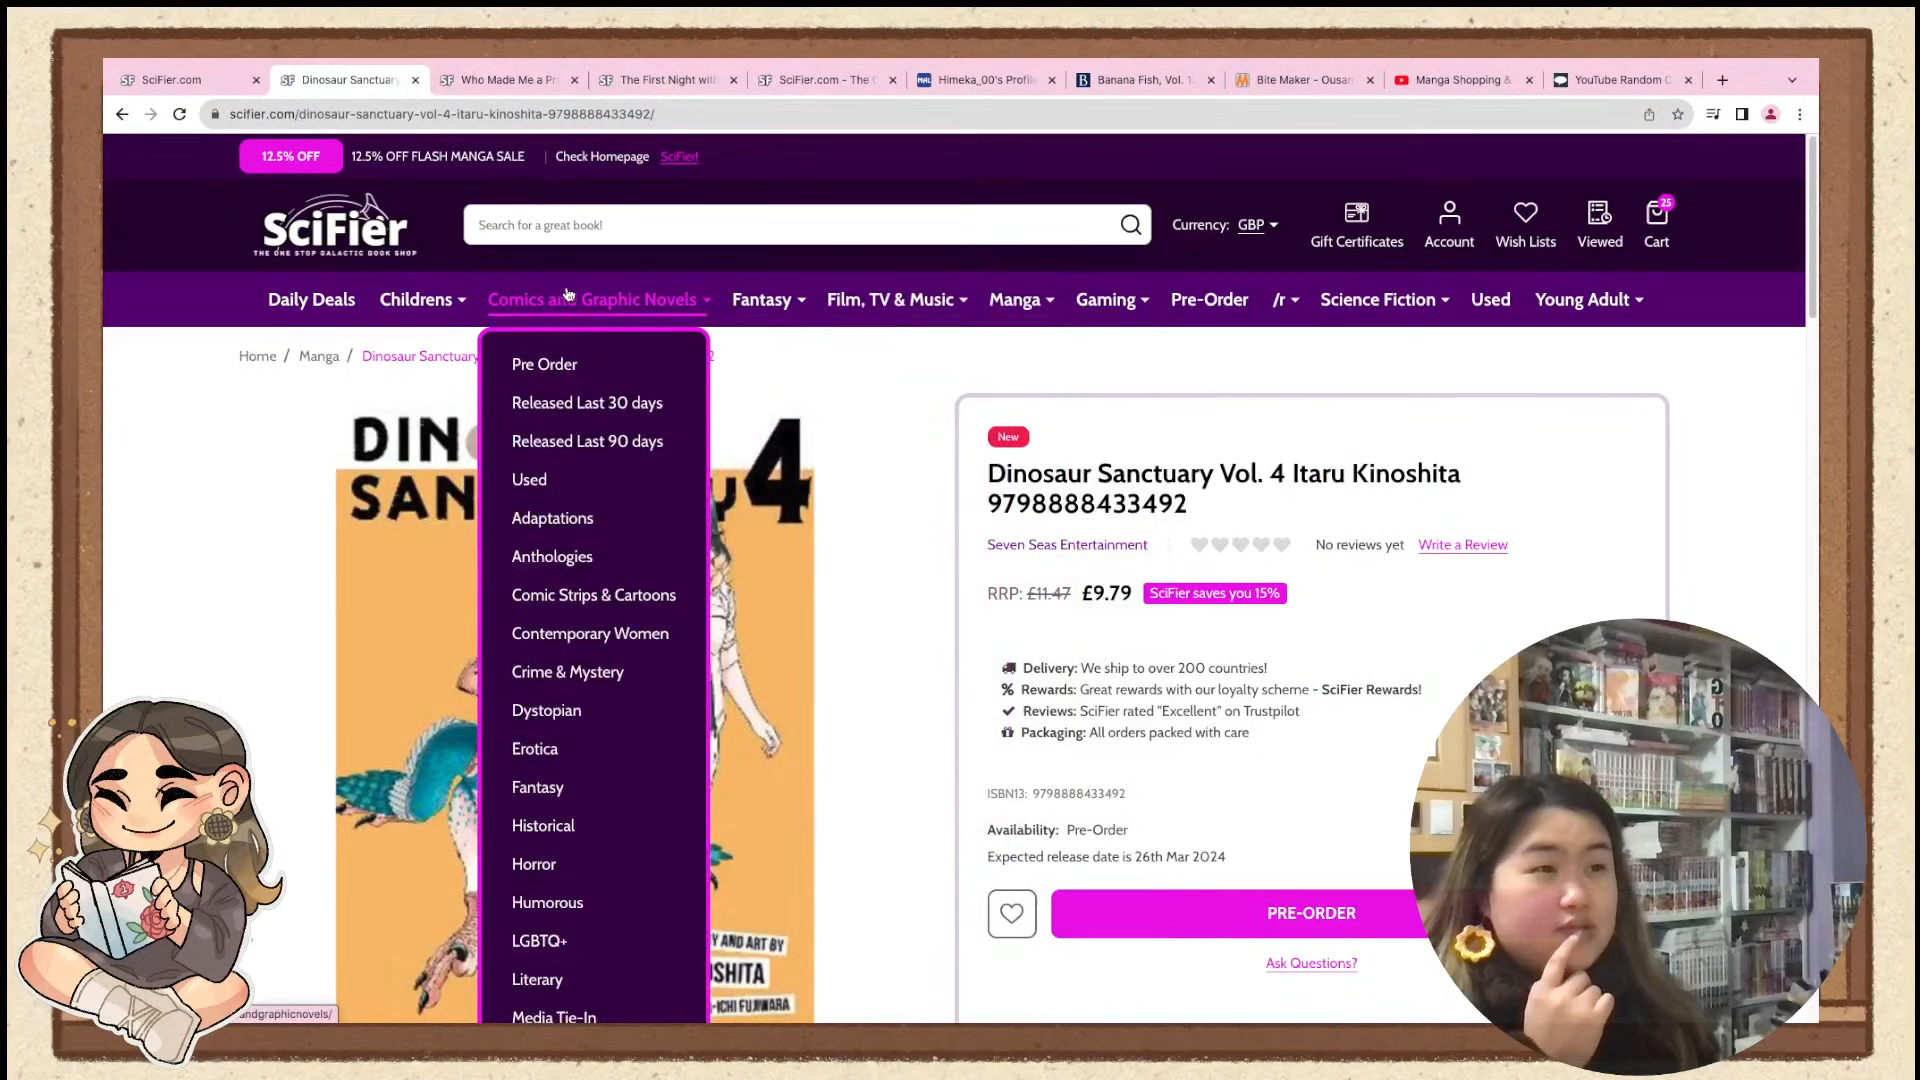 SciFier.com
Dinosaur Sanctuary
Who Made Me a Pri
The First Night with
SciFier.com - The
Himeka_00's Profile
Banana Fish, Vol. 1
Bite Maker - Ousam
Manga Shopping &
YouTube Random C
scifier.com/dinosaur-sanctuary-vol-4-itaru-kinoshita-9798888433492/
12.5% OFF
12.5% OFF FLASH MANGA SALE
Check Homepage
SciFier!
SCIFIER
THE ONE STOP GALACTIC BOOK SHOP
Search for a great book!
Currency: GBP
Gift Certificates
Account
Wish Lists
Viewed
25
Cart
Daily Deals
Childrens
Comics and Graphic Novels
Fantasy
Film, TV & Music
Manga
Gaming
Pre-Order
/r
Science Fiction
Used
Young Adult
Home / Manga / Dinosaur Sanctuary
2
Pre Order
Released Last 30 days
Released Last 90 days
Used
Adaptations
Anthologies
Comic Strips & Cartoons
Contemporary Women
Crime & Mystery
Dystopian
Erotica
Fantasy
Historical
Horror
Humorous
LGBTQ+
Literary
Media Tie-In
DIN
SAN
4
Y AND ART BY
OSHITA
-ICHI FUJIWARA
New
Dinosaur Sanctuary Vol. 4 Itaru Kinoshita
9798888433492
Seven Seas Entertainment
No reviews yet
Write a Review
RRP: £11.47 £9.79 SciFier saves you 15%
Delivery: We ship to over 200 countries!
Rewards: Great rewards with our loyalty scheme - SciFier Rewards!
Reviews: SciFier rated "Excellent" on Trustpilot
Packaging: All orders packed with care
ISBN13: 9798888433492
Availability: Pre-Order
Expected release date is 26th Mar 2024
PRE-ORDER
Ask Questions?
andgraphicnovels/